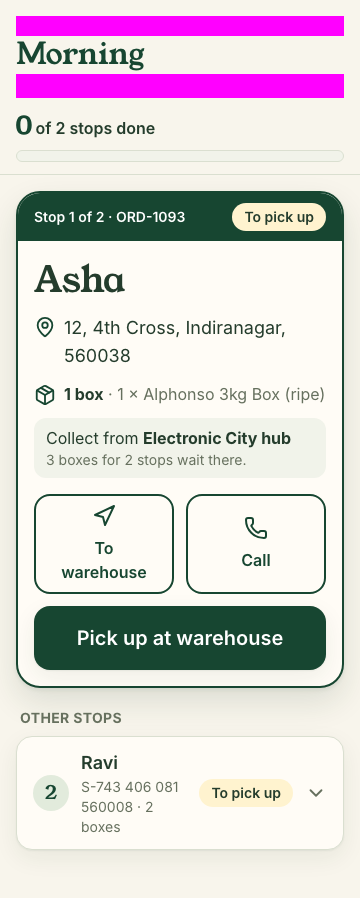 Morning
0 of 2 stops done
Stop 1 of 2 · ORD-1093
To pick up
Asha
12, 4th Cross, Indiranagar,
560038
1 box · 1 × Alphonso 3kg Box (ripe)
Collect from Electronic City hub
3 boxes for 2 stops wait there.
To
warehouse
Call
Pick up at warehouse
OTHER STOPS
2
Ravi
S-743 406 081
560008 · 2
boxes
To pick up